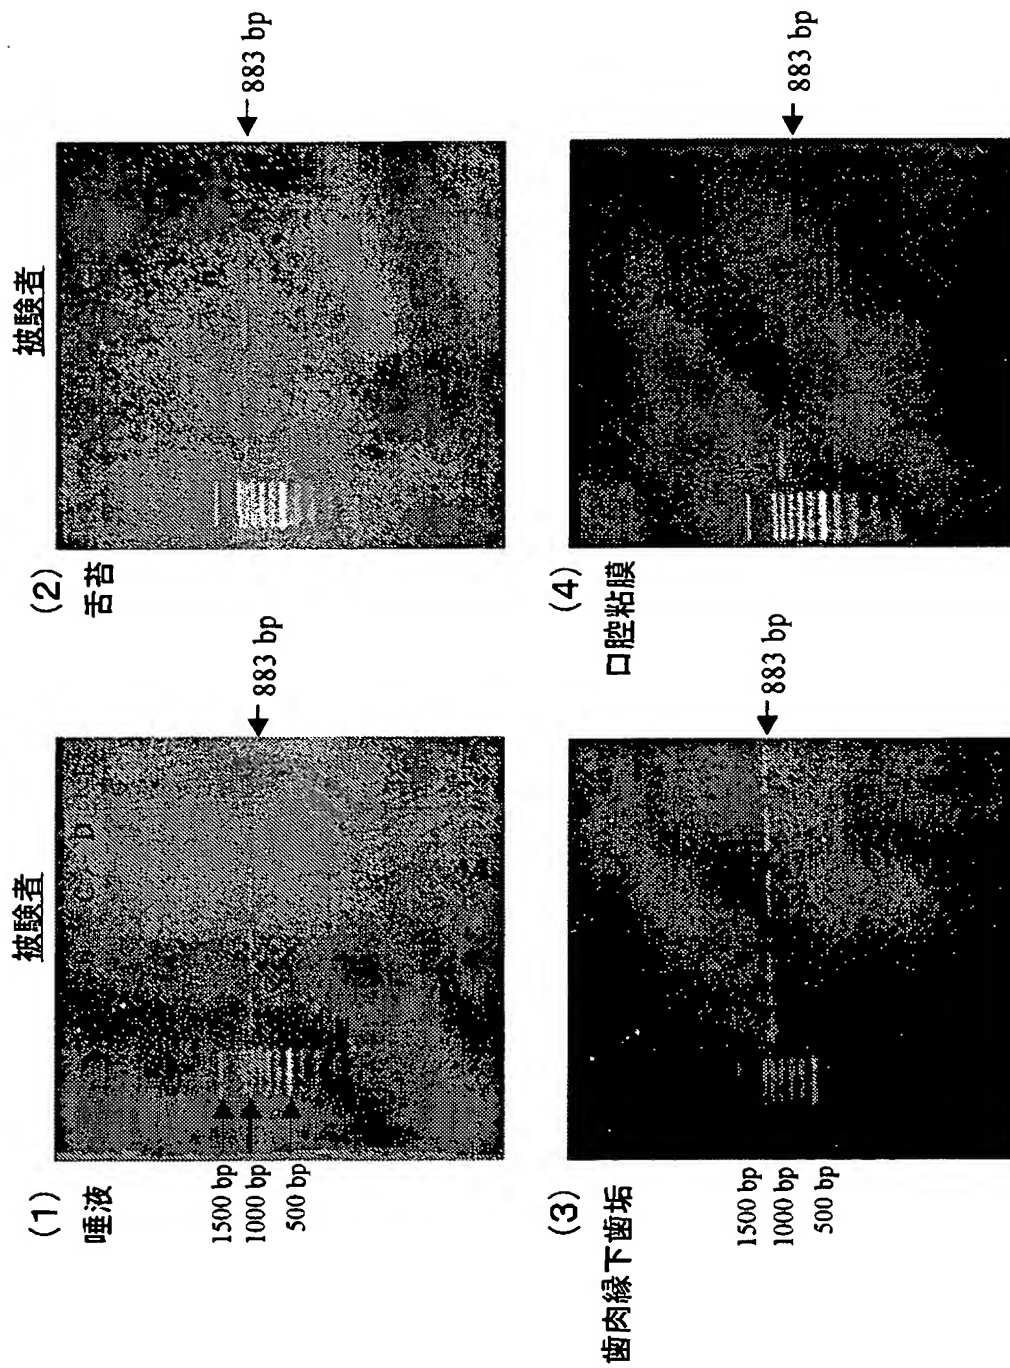 被験者
被験者
(1)
唾液
1500 bp
1000 bp
500 bp
D
883 bp
(2)
舌苔
883 bp
(3)
歯肉縁下歯垢
1500 bp
1000 bp
500 bp
883 bp
(4)
口腔粘膜
883 bp